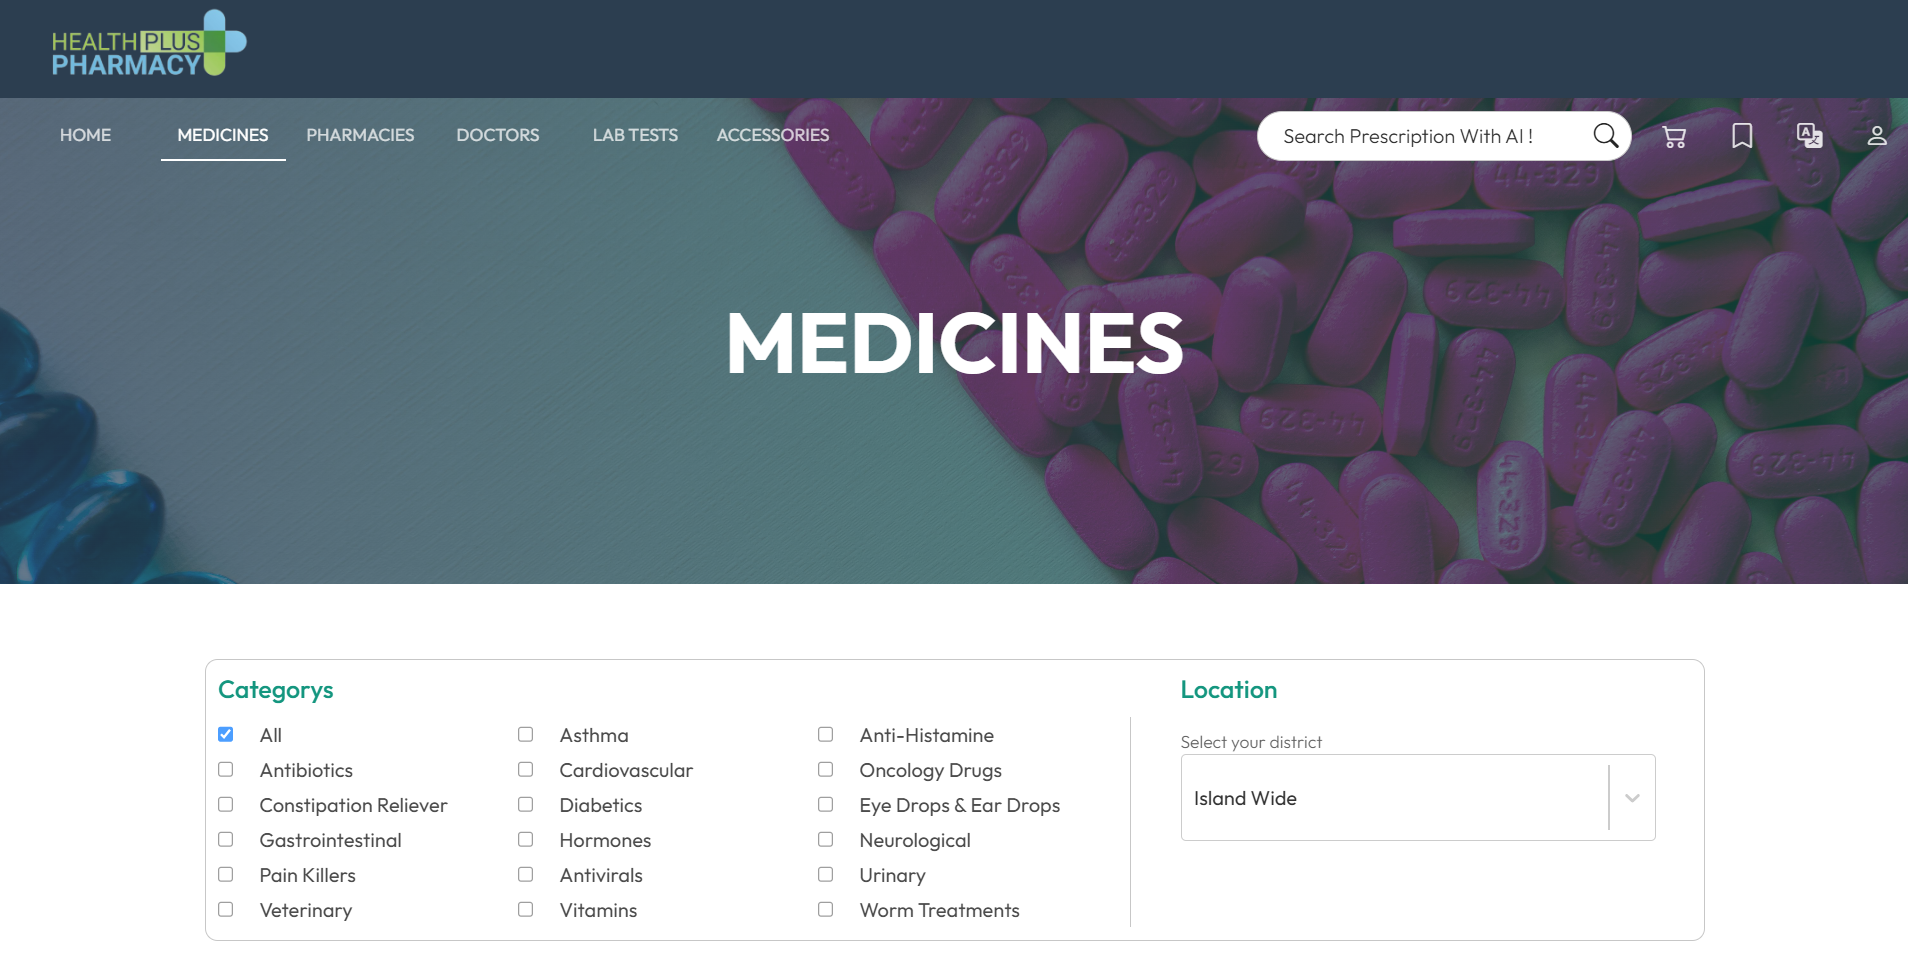 HEALTH PLUS
PHARMACY
HOME MEDICINES PHARMACIES DOCTORS LAB TESTS ACCESSORIES
Search Prescription With AI !
MEDICINES
44-329
Categorys
All
Asthma
Anti-Histamine
Antibiotics
Cardiovascular
Oncology Drugs
Constipation Reliever
Diabetics
Eye Drops & Ear Drops
Gastrointestinal
Hormones
Neurological
Pain Killers
Antivirals
Urinary
Veterinary
Vitamins
Worm Treatments
Location
Select your district
Island Wide